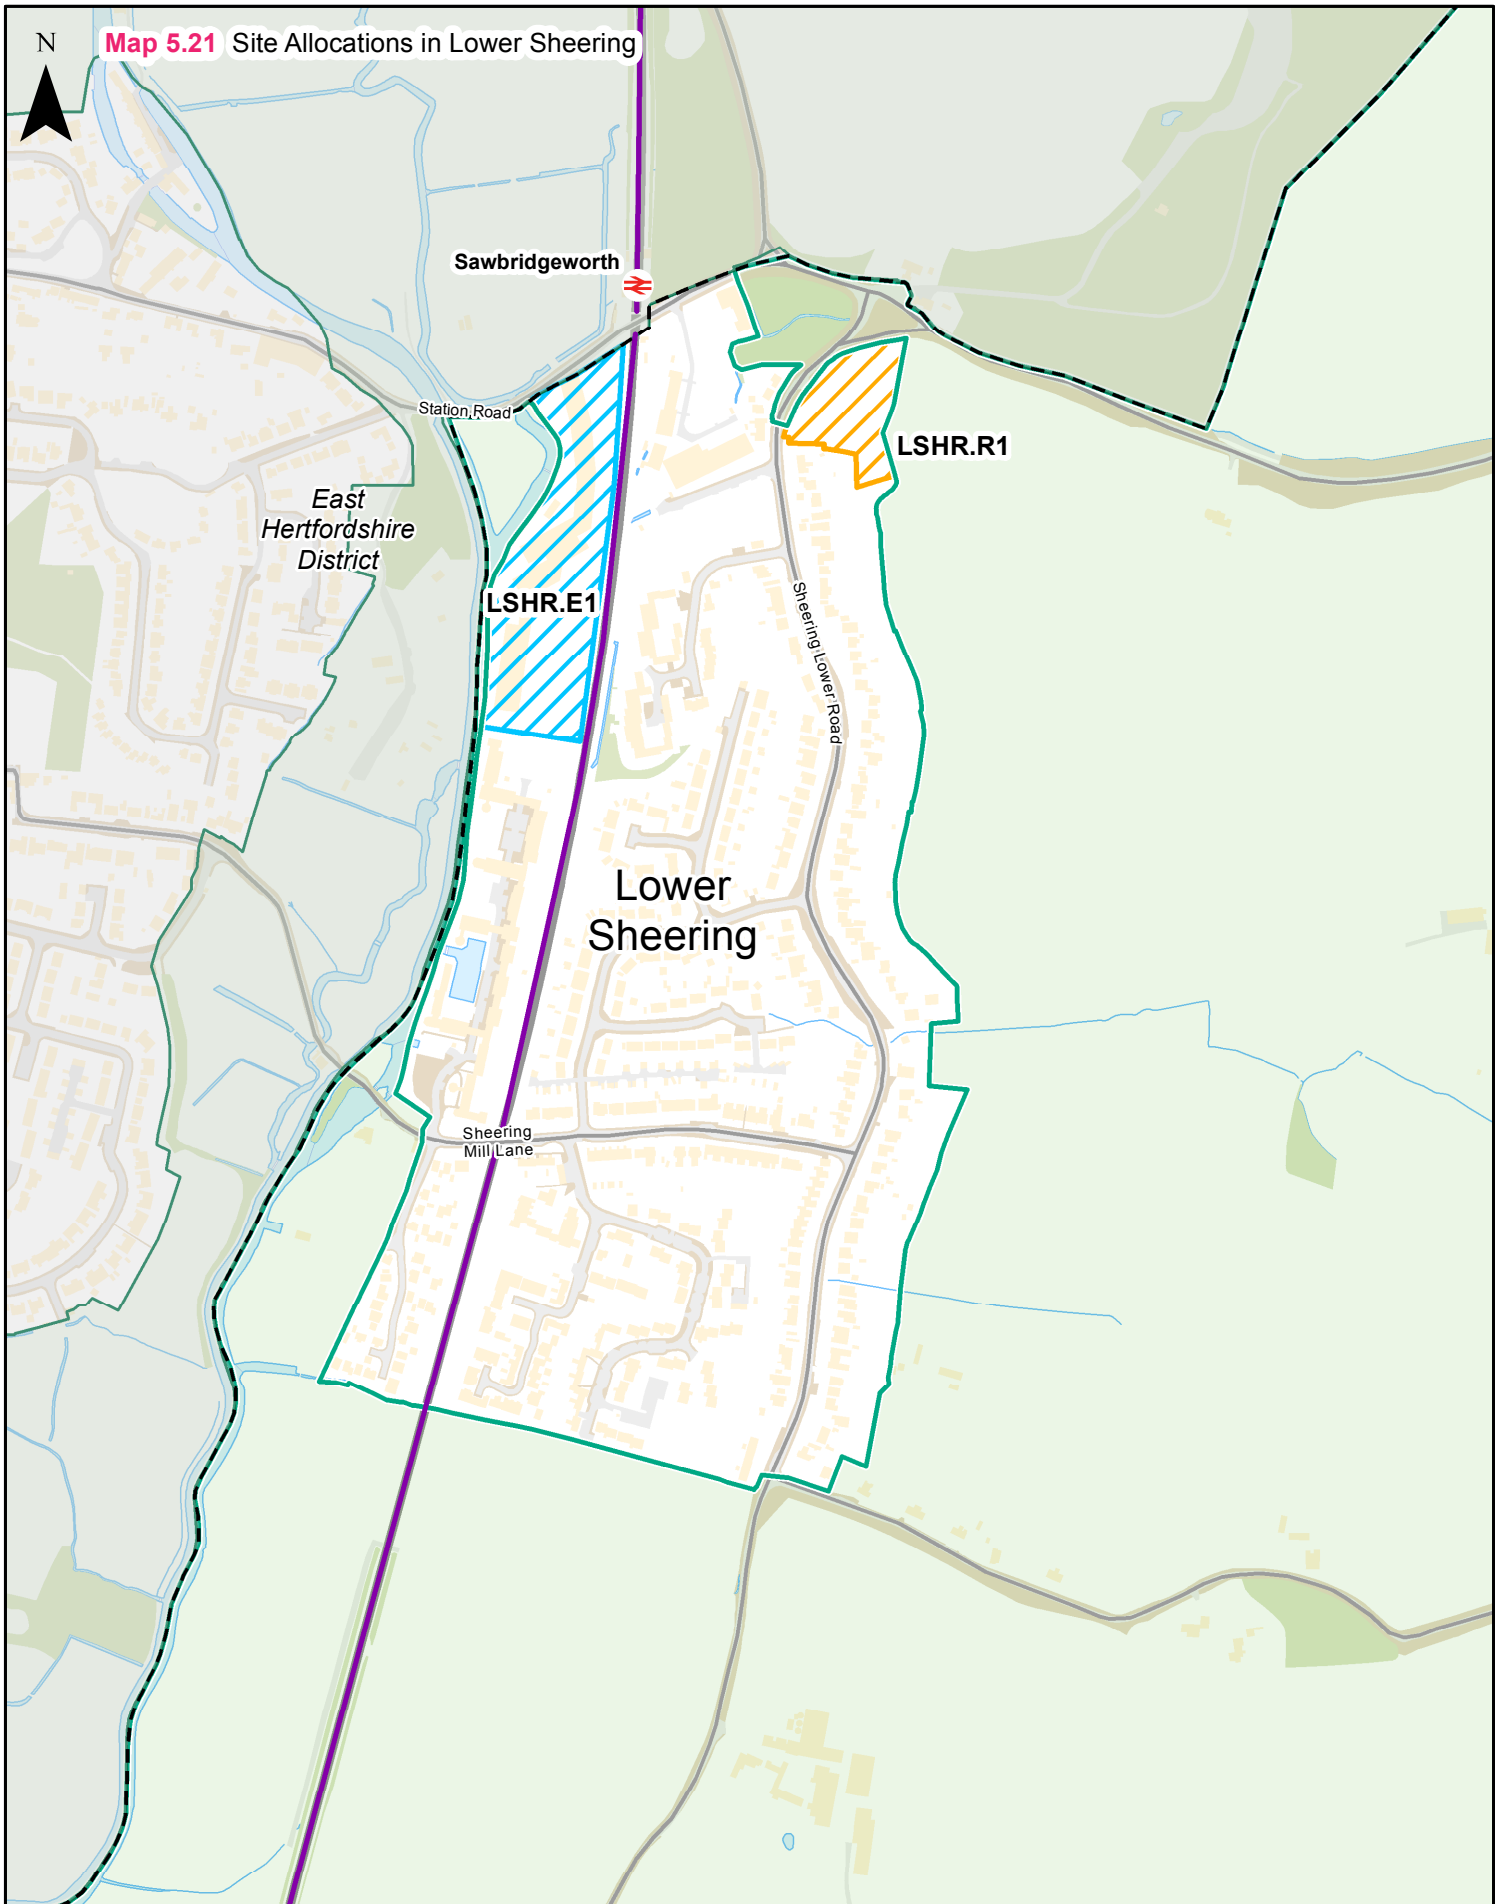 N
Map 5.21 Site Allocations in Lower Sheering
Sawbridgeworth
Station Road
LSHR.R1
East
Hertfordshire
District
LSHR.E1
Sheering Lower Road
Lower
Sheering
Sheering
Mill Lane